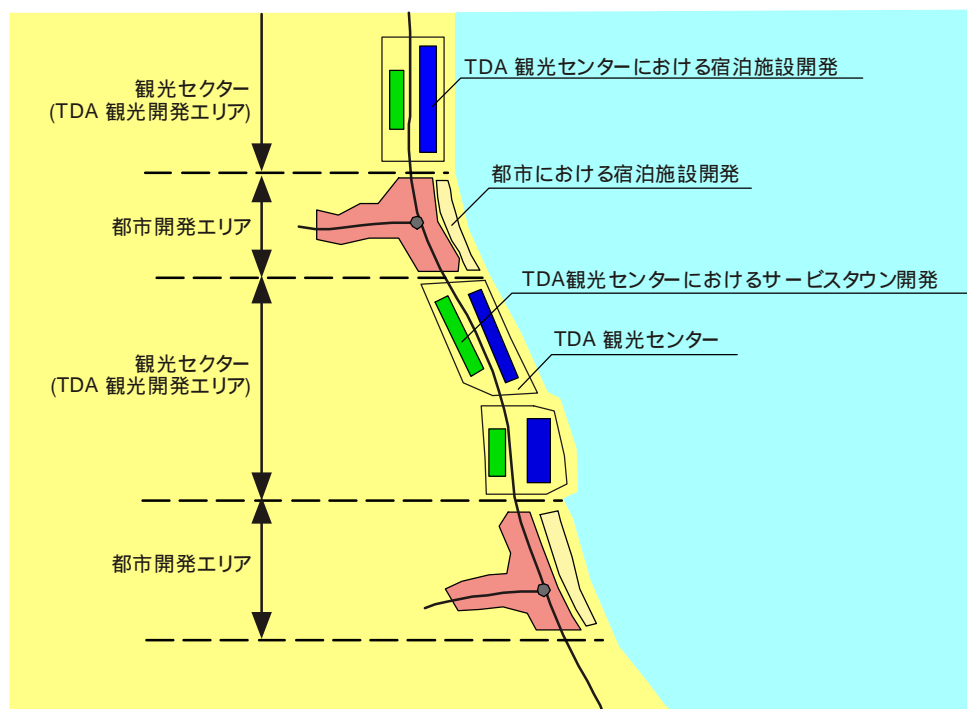 TDA 観光センターにおける宿泊施設開発
観光セクター
(TDA 観光開発エリア)
都市における宿泊施設開発
都市開発エリア
TDA観光センターにおけるサービスタウン開発
TDA 観光センター
観光セクター
(TDA 観光開発エリア)
都市開発エリア